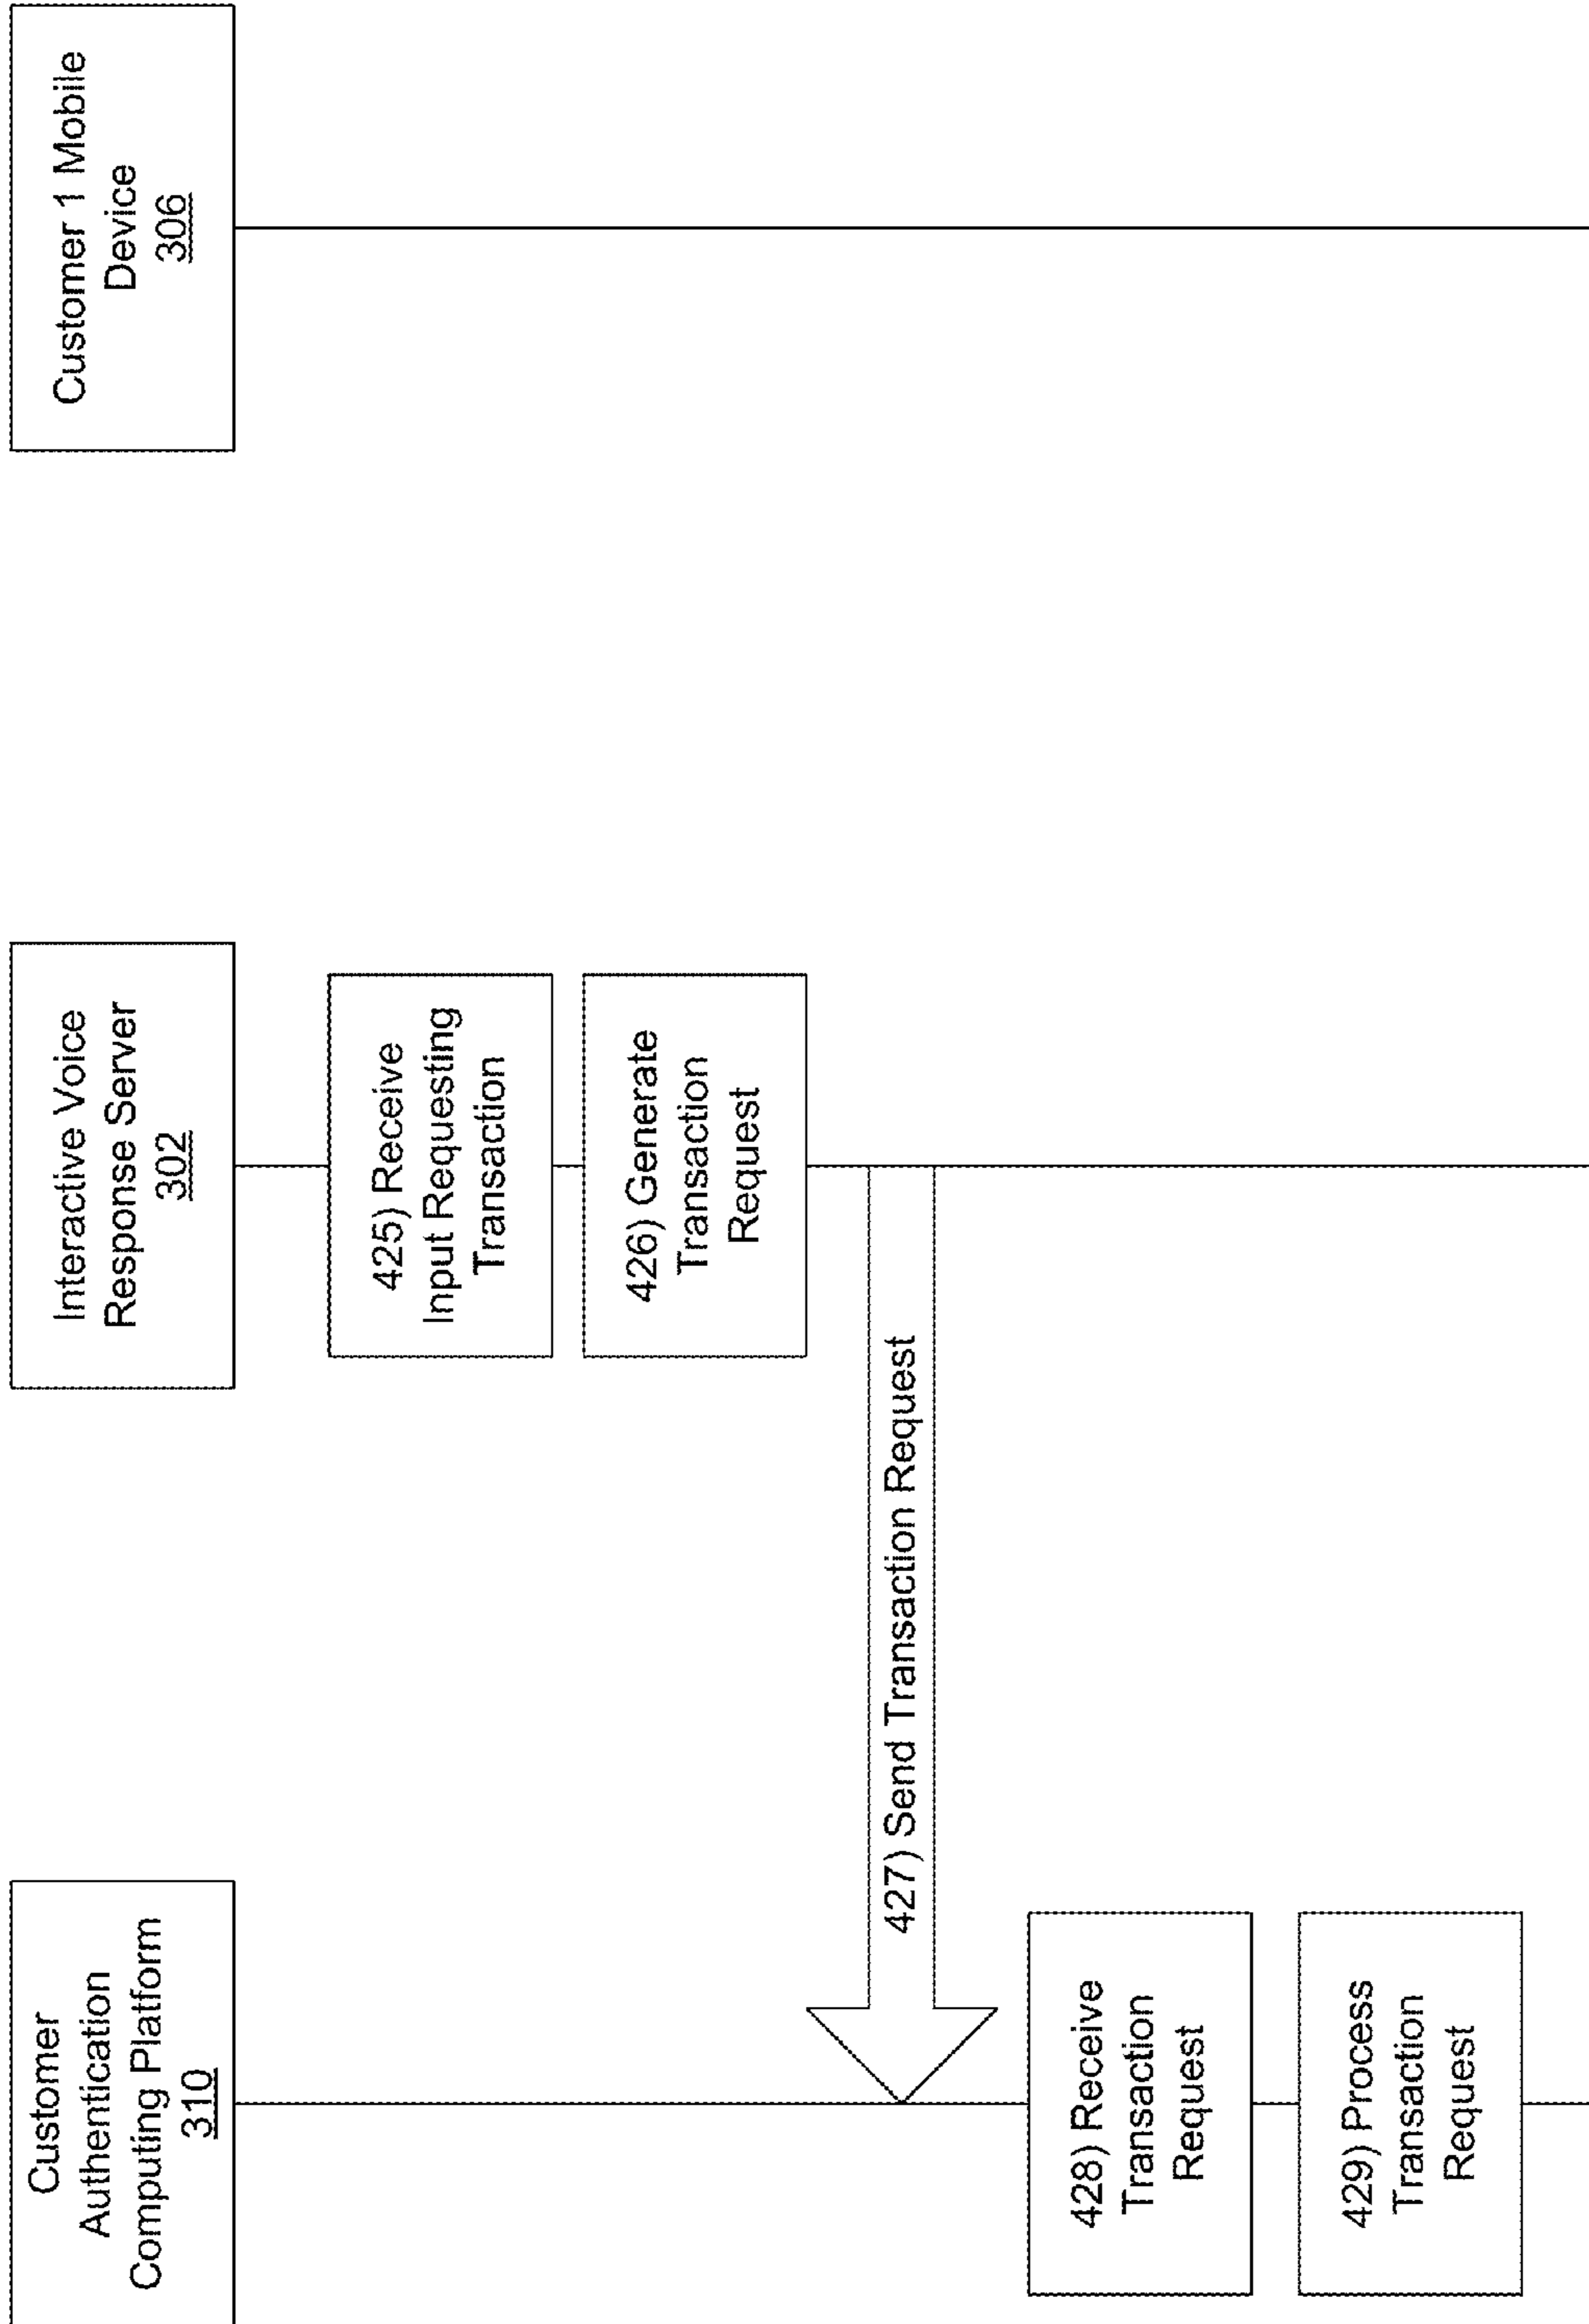 Customer
Authentication
Computing Platform
310
Interactive Voice
Response Server
302
Customer 1 Mobile
Device
306
425) Receive
Input Requesting
Transaction
426) Generate
Transaction
Request
427) Send Transaction Request
428) Receive
Transaction
Request
429) Process
Transaction
Request